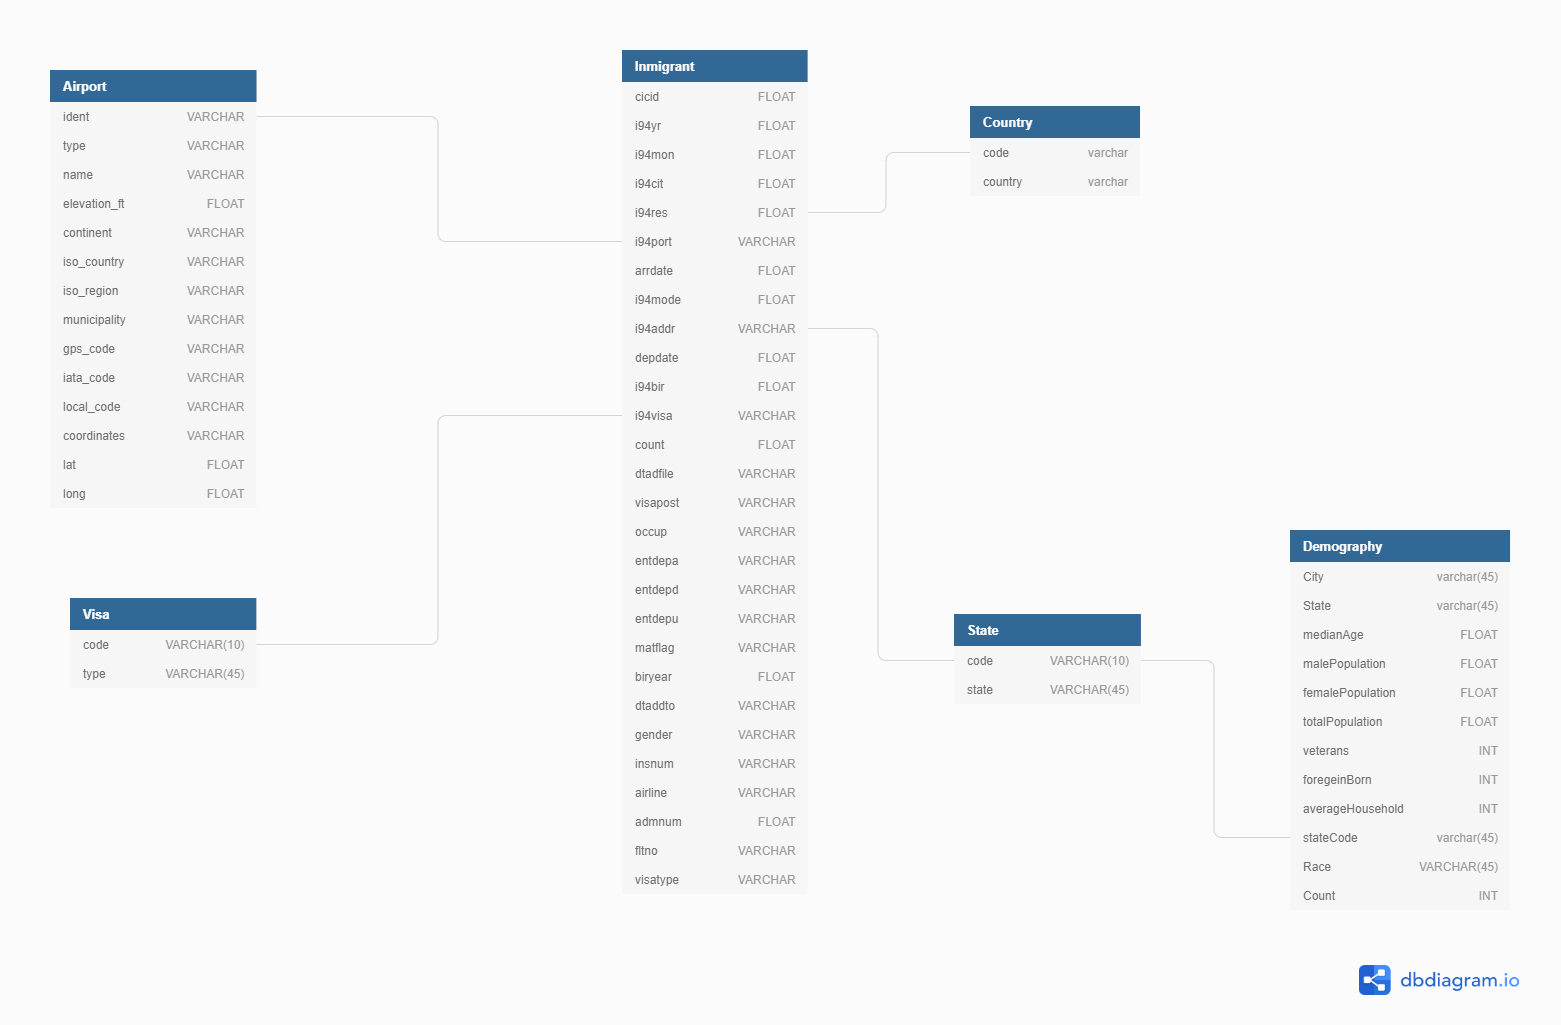 Airport
ident VARCHAR
type VARCHAR
name VARCHAR
elevation_ft FLOAT
continent VARCHAR
iso_country VARCHAR
iso_region VARCHAR
municipality VARCHAR
gps_code VARCHAR
iata_code VARCHAR
local_code VARCHAR
coordinates VARCHAR
lat FLOAT
long FLOAT
Visa
code VARCHAR(10)
type VARCHAR(45)
Inmigrant
cicid FLOAT
i94yr FLOAT
i94mon FLOAT
i94cit FLOAT
i94res FLOAT
i94port VARCHAR
arrdate FLOAT
i94mode FLOAT
i94addr VARCHAR
depdate FLOAT
i94bir FLOAT
i94visa VARCHAR
count FLOAT
dtadfile VARCHAR
visapost VARCHAR
occup VARCHAR
entdepa VARCHAR
entdepd VARCHAR
entdepu VARCHAR
matflag VARCHAR
biryear FLOAT
dtaddto VARCHAR
gender VARCHAR
insnum VARCHAR
airline VARCHAR
admnum FLOAT
fltno VARCHAR
visatype VARCHAR
Country
code varchar
country varchar
State
code VARCHAR(10)
state VARCHAR(45)
Demography
City varchar(45)
State varchar(45)
medianAge FLOAT
malePopulation FLOAT
femalePopulation FLOAT
totalPopulation FLOAT
veterans INT
foregeinBorn INT
averageHousehold INT
stateCode varchar(45)
Race VARCHAR(45)
Count INT
dbdiagram.io